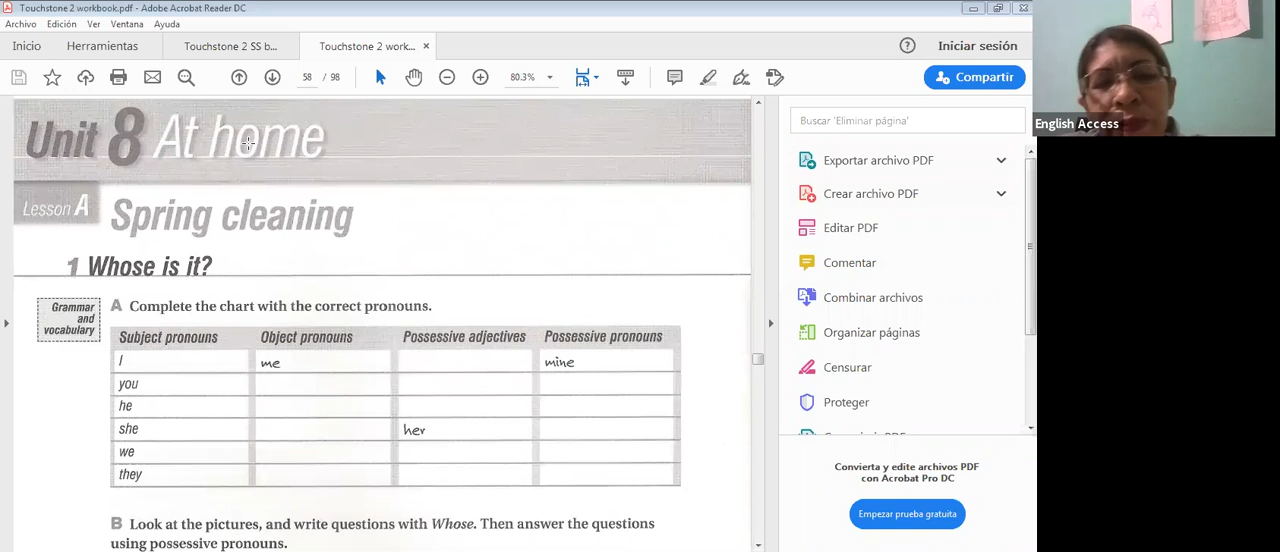 Touchstone 2 workbook.pdf - Adobe Acrobat Reader DC
Archivo Edición Ver Ventana Ayuda
Inicio Herramientas Touchstone 2 SS b... Touchstone 2 work... × Iniciar sesión
58 / 98 80.3% Compartir
Unit 8 At home
Lesson A Spring cleaning
1 Whose is it?
Grammar and vocabulary
A Complete the chart with the correct pronouns.
Subject pronouns Object pronouns Possessive adjectives Possessive pronouns
I me mine
you
he
she her
we
they
B Look at the pictures, and write questions with Whose. Then answer the questions
using possessive pronouns.
Buscar 'Eliminar página'
Exportar archivo PDF
Crear archivo PDF
Editar PDF
Comentar
Combinar archivos
Organizar páginas
Censurar
Proteger
Convierta y edite archivos PDF
con Acrobat Pro DC
Empezar prueba gratuita
English Access